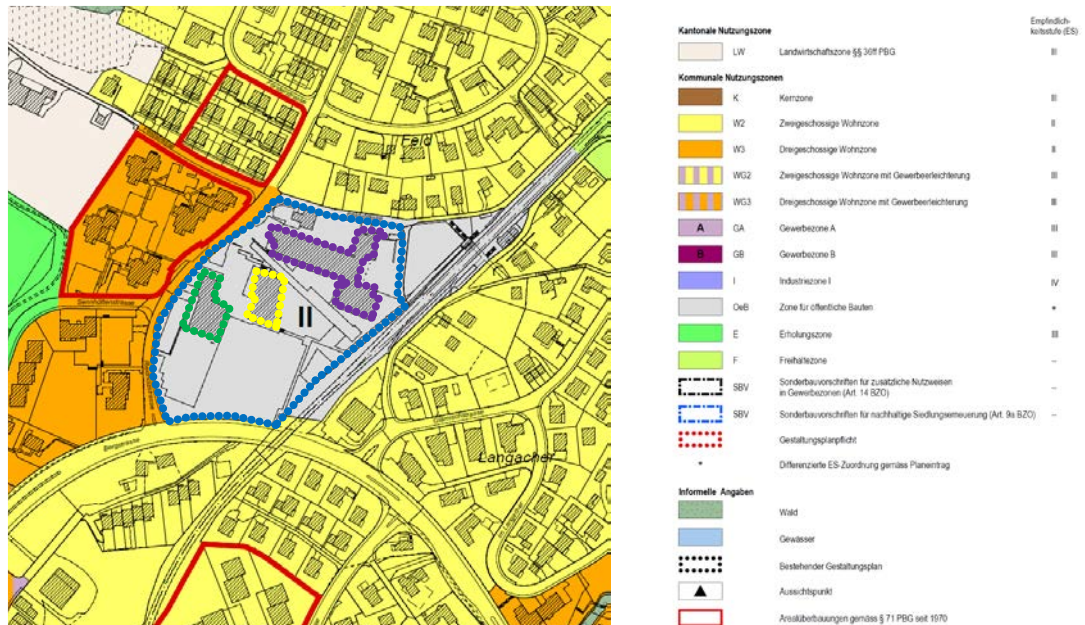 Feld
Sennhüttenstrasse
II
Bergstrasse
Langacher
Empfindlich-
keitsstufe (ES)
Kantonale Nutzungszone
LW Landwirtschaftszone §§ 36ff PBG III
Kommunale Nutzungszonen
K Kernzone III
W2 Zweigeschossige Wohnzone II
W3 Dreigeschossige Wohnzone II
WG2 Zweigeschossige Wohnzone mit Gewerbeerleichterung III
WG3 Dreigeschossige Wohnzone mit Gewerbeerleichterung III
A GA Gewerbezone A III
B GB Gewerbezone B III
I Industriezone I IV
OeB Zone für öffentliche Bauten *
E Erholungszone III
F Freihaltezone –
SBV Sonderbauvorschriften für zusätzliche Nutzweisen
in Gewerbezonen (Art. 14 BZO) –
SBV Sonderbauvorschriften für nachhaltige Siedlungserneuerung (Art. 9a BZO) –
Gestaltungsplanpflicht
* Differenzierte ES-Zuordnung gemäss Planeintrag
Informelle Angaben
Wald
Gewässer
Bestehender Gestaltungsplan
Aussichtspunkt
Arealüberbauungen gemäss § 71 PBG seit 1970